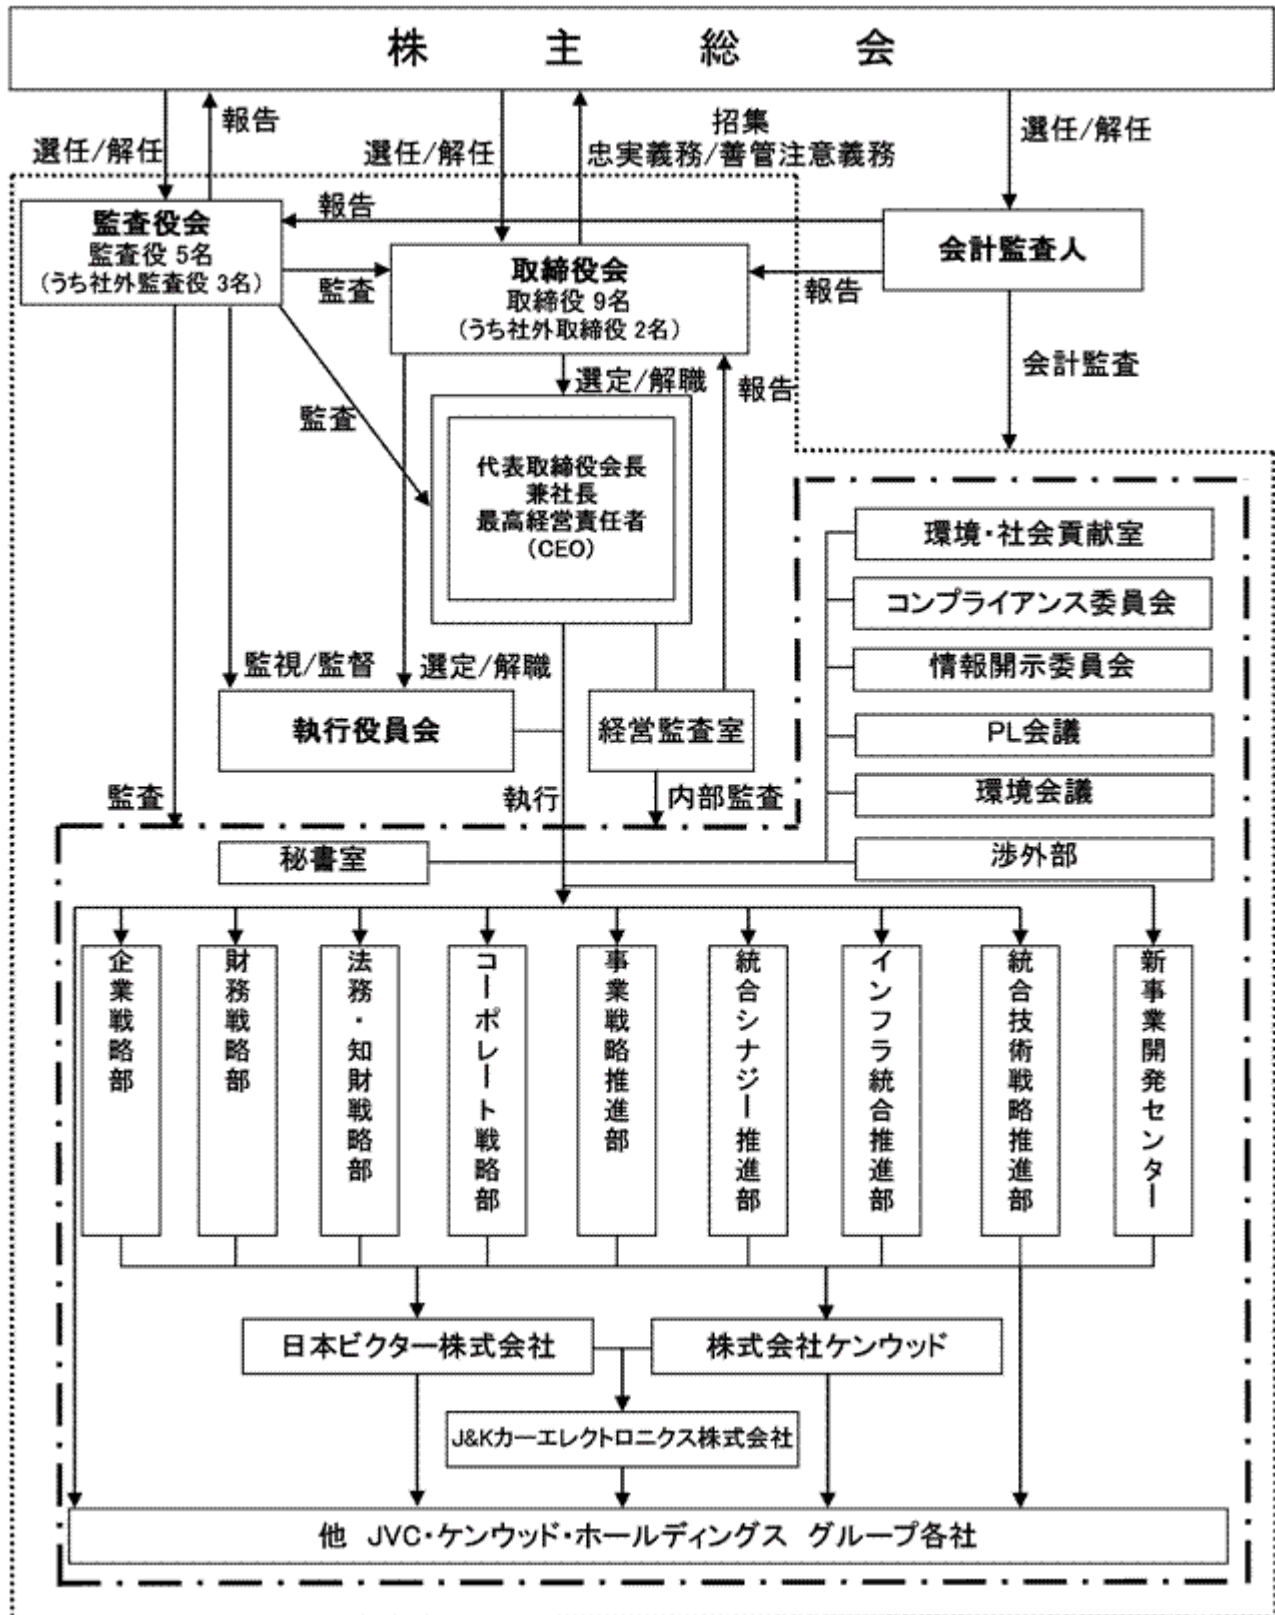 株主総会
報告
選任/解任
選任/解任
招集
忠実義務/善管注意義務
選任/解任
監査役会
監査役 5名
(うち社外監査役 3名)
報告
会計監査人
監査
取締役会
取締役 9名
(うち社外取締役 2名)
報告
選定/解職
報告
会計監査
監査
代表取締役会長
兼社長
最高経営責任者
(CEO)
環境・社会貢献室
コンプライアンス委員会
情報開示委員会
PL会議
環境会議
渉外部
監視/監督
選定/解職
執行役員会
経営監査室
監査
執行
内部監査
秘書室
企業戦略部
財務戦略部
法務・知財戦略部
コーポレート戦略部
事業戦略推進部
統合シナジー推進部
インフラ統合推進部
統合技術戦略推進部
新事業開発センター
日本ビクター株式会社
株式会社ケンウッド
J&Kカーエレクトロニクス株式会社
他 JVC・ケンウッド・ホールディングス グループ各社